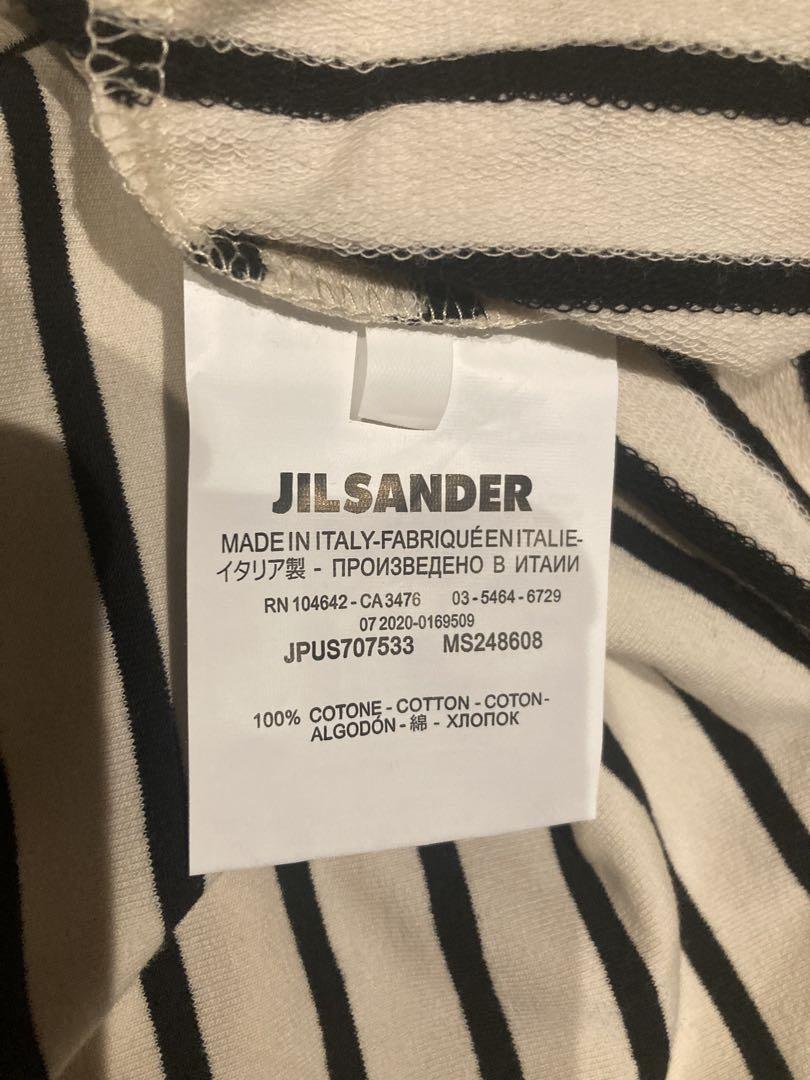 JILSANDER
MADE IN ITALY-FABRIQUÉ EN ITALIE-
イタリア製 - ПРОИЗВЕДЕНО В ИТАИИ
RN 104642 - CA 3476 03 - 5464 - 6729
07 2020-0169509
JPUS707533 MS248608
100% COTONE - COTTON - COTON-
ALGODÓN - 綿 - ХЛОПОК